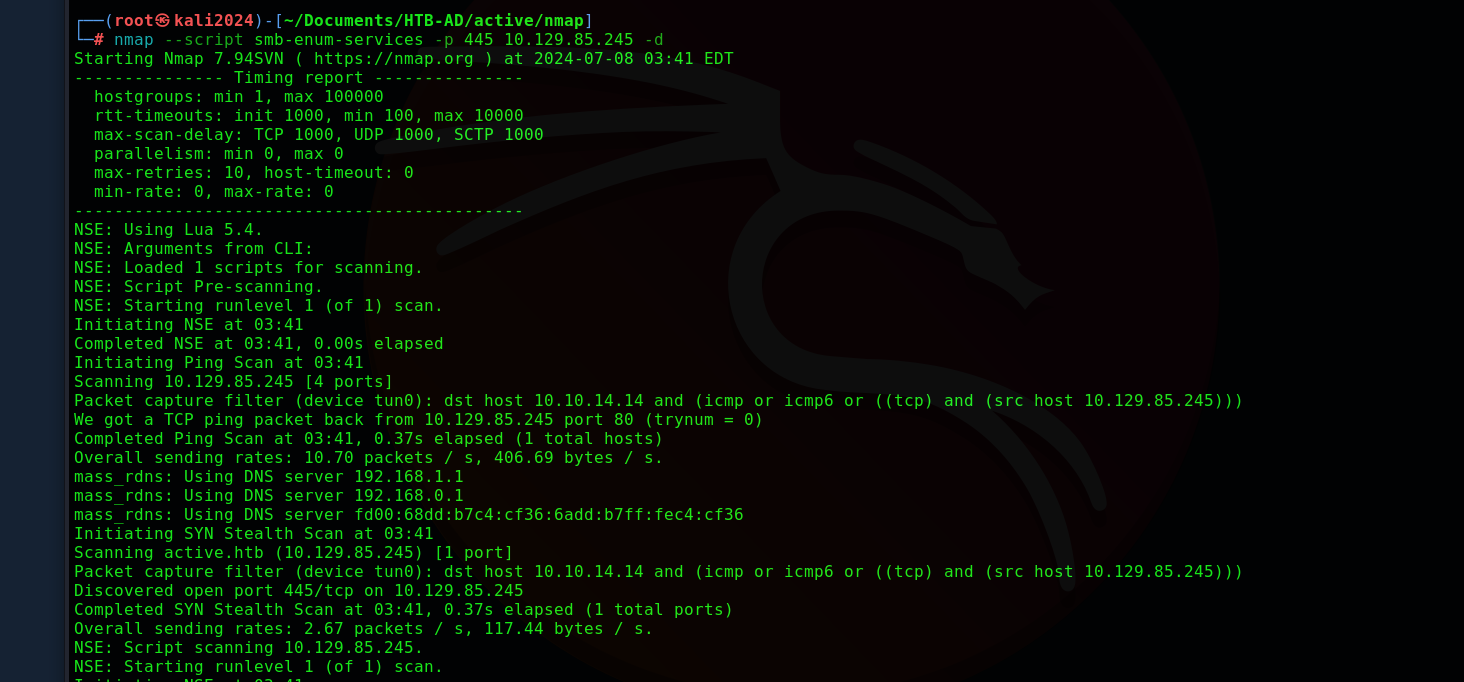 ┌──(root㉿kali2024)-[~/Documents/HTB-AD/active/nmap]
└─# nmap --script smb-enum-services -p 445 10.129.85.245 -d
Starting Nmap 7.94SVN ( https://nmap.org ) at 2024-07-08 03:41 EDT
--------------- Timing report ---------------
  hostgroups: min 1, max 100000
  rtt-timeouts: init 1000, min 100, max 10000
  max-scan-delay: TCP 1000, UDP 1000, SCTP 1000
  parallelism: min 0, max 0
  max-retries: 10, host-timeout: 0
  min-rate: 0, max-rate: 0
---------------------------------------------
NSE: Using Lua 5.4.
NSE: Arguments from CLI:
NSE: Loaded 1 scripts for scanning.
NSE: Script Pre-scanning.
NSE: Starting runlevel 1 (of 1) scan.
Initiating NSE at 03:41
Completed NSE at 03:41, 0.00s elapsed
Initiating Ping Scan at 03:41
Scanning 10.129.85.245 [4 ports]
Packet capture filter (device tun0): dst host 10.10.14.14 and (icmp or icmp6 or ((tcp) and (src host 10.129.85.245)))
We got a TCP ping packet back from 10.129.85.245 port 80 (trynum = 0)
Completed Ping Scan at 03:41, 0.37s elapsed (1 total hosts)
Overall sending rates: 10.70 packets / s, 406.69 bytes / s.
mass_rdns: Using DNS server 192.168.1.1
mass_rdns: Using DNS server 192.168.0.1
mass_rdns: Using DNS server fd00:68dd:b7c4:cf36:6add:b7ff:fec4:cf36
Initiating SYN Stealth Scan at 03:41
Scanning active.htb (10.129.85.245) [1 port]
Packet capture filter (device tun0): dst host 10.10.14.14 and (icmp or icmp6 or ((tcp) and (src host 10.129.85.245)))
Discovered open port 445/tcp on 10.129.85.245
Completed SYN Stealth Scan at 03:41, 0.37s elapsed (1 total ports)
Overall sending rates: 2.67 packets / s, 117.44 bytes / s.
NSE: Script scanning 10.129.85.245.
NSE: Starting runlevel 1 (of 1) scan.
Initiating NSE at 03:41